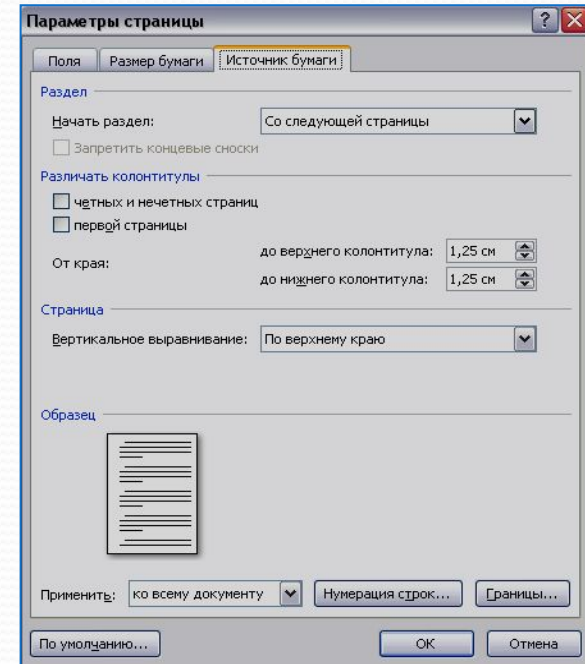 Параметры страницы
Поля Размер бумаги Источник бумаги
Раздел
Начать раздел: Со следующей страницы
Запретить концевые сноски
Различать колонтитулы
четных и нечетных страниц
первой страницы
От края: до верхнего колонтитула: 1,25 см
до нижнего колонтитула: 1,25 см
Страница
Вертикальное выравнивание: По верхнему краю
Образец
Применить: ко всему документу Нумерация строк... Границы...
По умолчанию... ОК Отмена